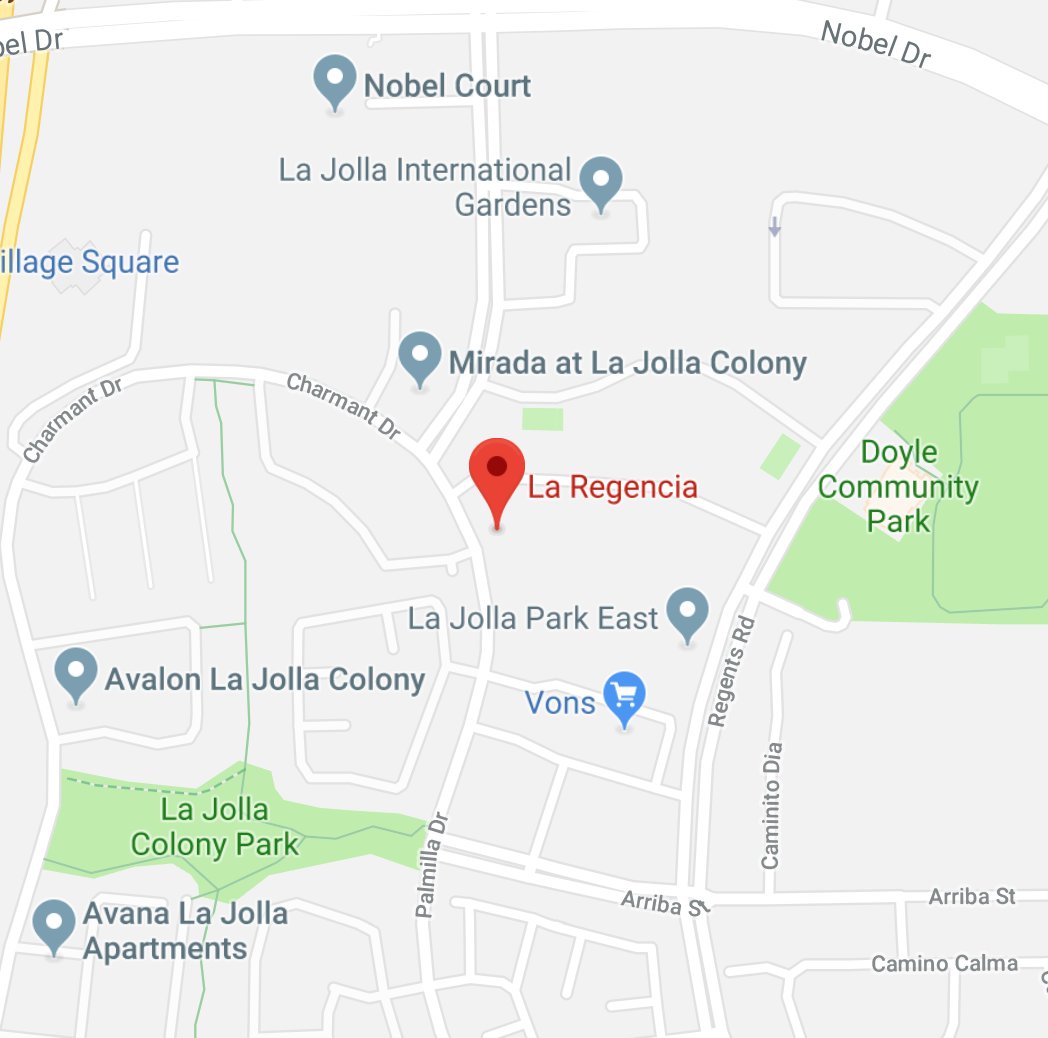 bel Dr
Nobel Dr
Nobel Court
La Jolla International
Gardens
illage Square
Mirada at La Jolla Colony
Charmant Dr
Charmant Dr
Doyle
Community
Park
La Regencia
La Jolla Park East
Regents Rd
Avalon La Jolla Colony
Vons
Caminito Dia
La Jolla
Colony Park
Palmilla Dr
Arriba St
Arriba St
Avana La Jolla
Apartments
Camino Calma